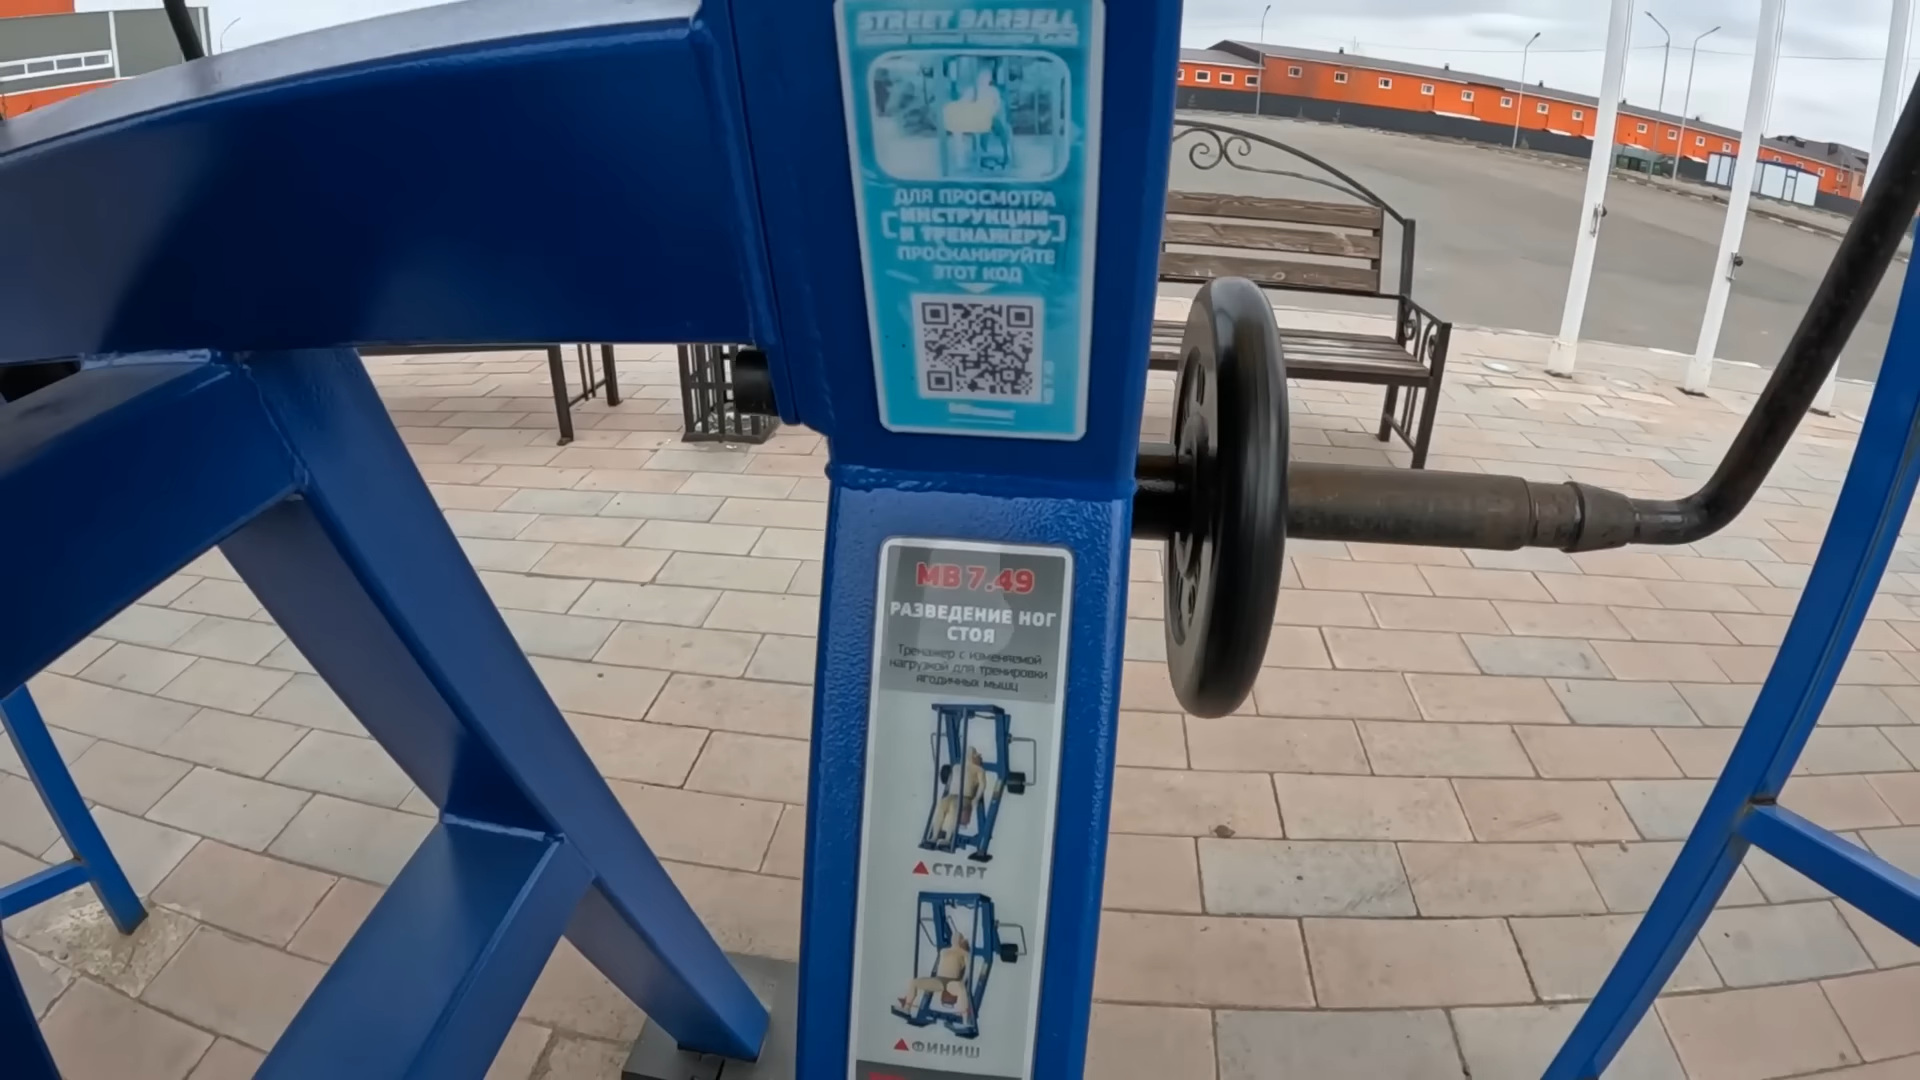 STREET BARBELL
ДЛЯ ПРОСМОТРА
ИНСТРУКЦИИ
К ТРЕНАЖЕРУ
ПРОСКАНИРУЙТЕ
ЭТОТ КОД
МВ 7.49
РАЗВЕДЕНИЕ НОГ
СТОЯ
Тренажер с изменяемой
нагрузкой для тренировки
ягодичных мышц
СТАРТ
ФИНИШ